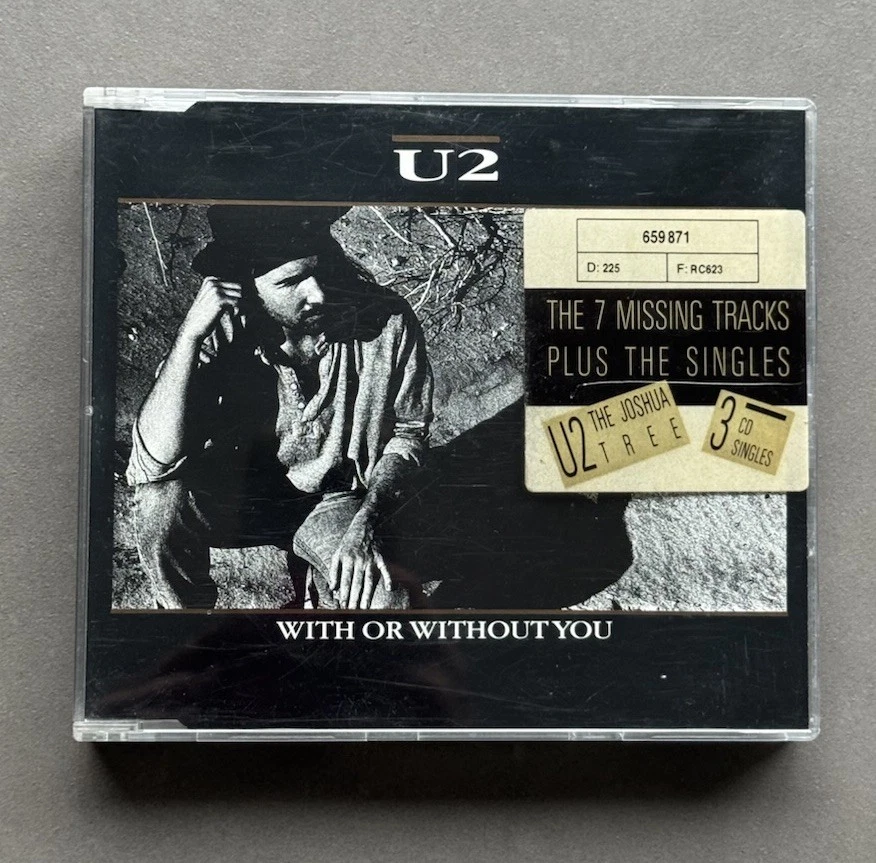 U2
659 871
D: 225 F: RC623
THE 7 MISSING TRACKS
PLUS THE SINGLES
U2 THE JOSHUA
TREE
3 CD
SINGLES
WITH OR WITHOUT YOU